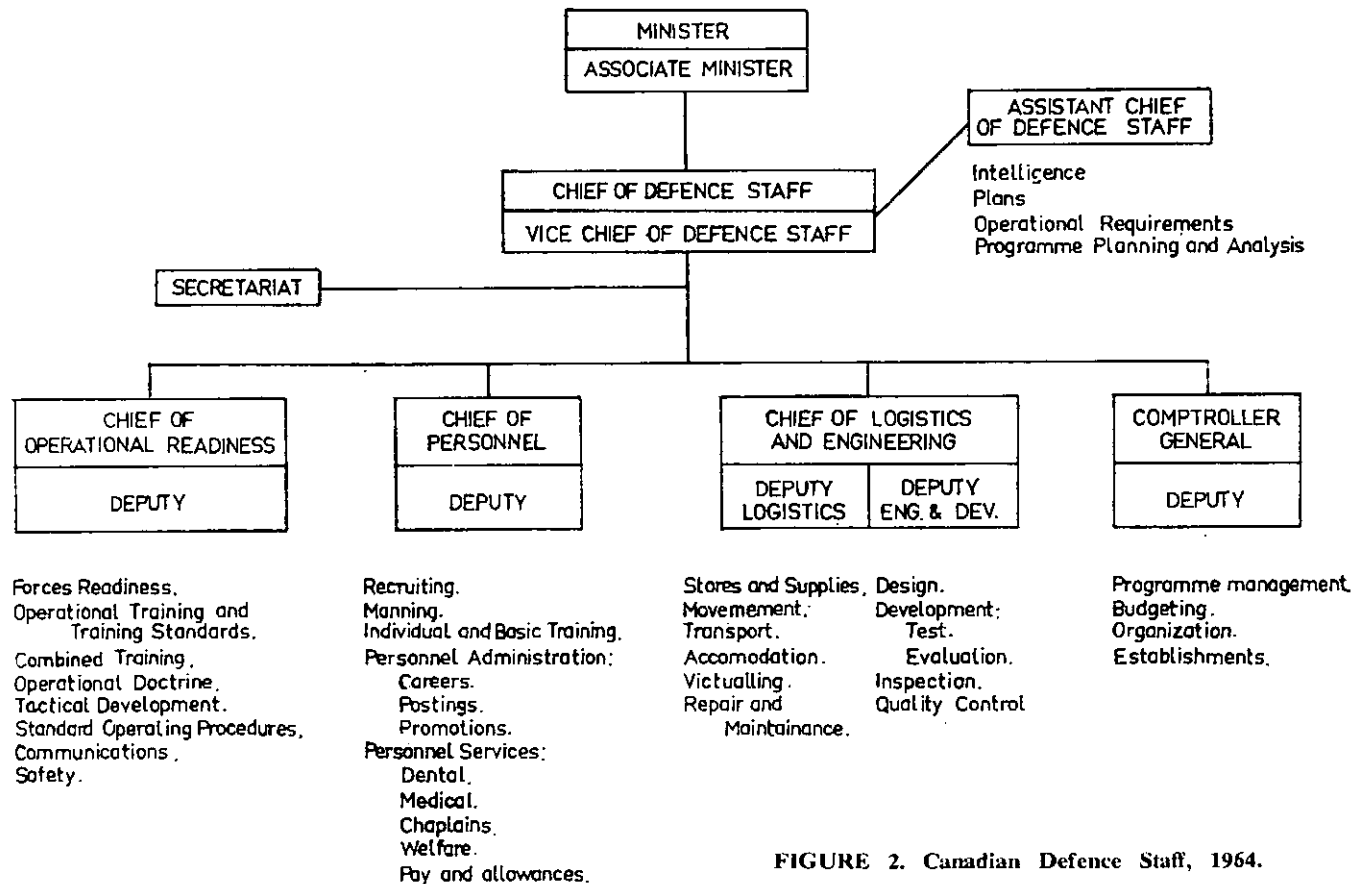 MINISTER
ASSOCIATE MINISTER
ASSISTANT CHIEF
OF DEFENCE STAFF
Intelligence
Plans
Operational Requirements
Programme Planning and Analysis
CHIEF OF DEFENCE STAFF
VICE CHIEF OF DEFENCE STAFF
SECRETARIAT
CHIEF OF
OPERATIONAL READINESS
DEPUTY
Forces Readiness.
Operational Training and
Training Standards.
Combined Training.
Operational Doctrine.
Tactical Development.
Standard Operating Procedures.
Communications.
Safety.
CHIEF OF
PERSONNEL
DEPUTY
Recruiting.
Manning.
Individual and Basic Training.
Personnel Administration:
Careers.
Postings.
Promotions.
Personnel Services:
Dental.
Medical.
Chaplains.
Welfare.
Pay and allowances.
CHIEF OF LOGISTICS
AND ENGINEERING
DEPUTY
LOGISTICS
Stores and Supplies,
Movemement.
Transport.
Accomodation.
Victualling.
Repair and
Maintainance.
DEPUTY
ENG. & DEV.
Design.
Development:
Test.
Evaluation.
Inspection.
Quality Control
COMPTROLLER
GENERAL
DEPUTY
Programme management.
Budgeting.
Organization.
Establishments.
FIGURE 2. Canadian Defence Staff, 1964.